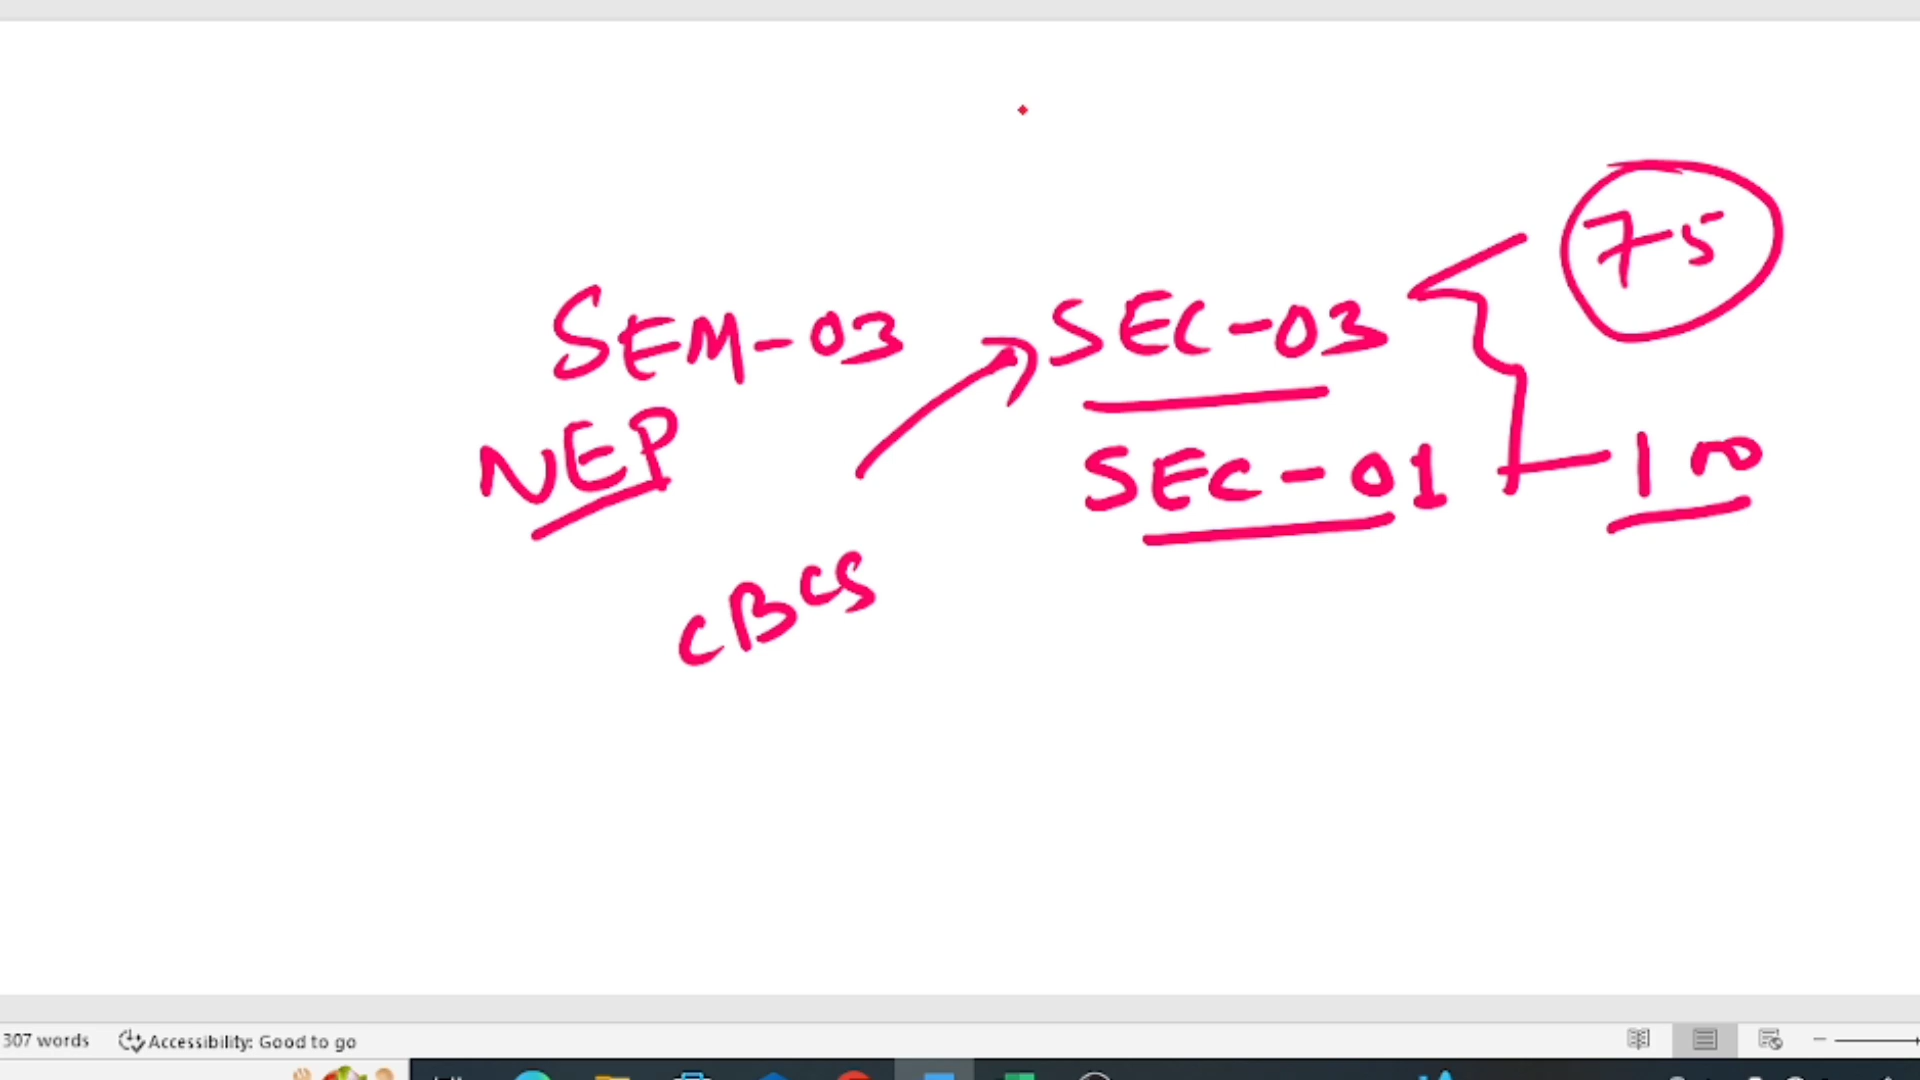 75
SEM-03 SEC-03
NEP SEC-01 100
CBCS
307 words Accessibility: Good to go